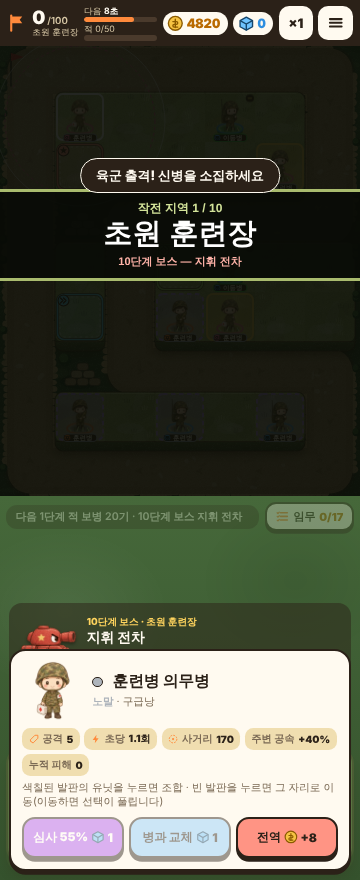 0/100
초원 훈련장
다음 8초
적 0/50
4820
0
×1
육군 출격! 신병을 소집하세요
작전 지역 1 / 10
초원 훈련장
10단계 보스 — 지휘 전차
다음 1단계 적 보병 20기 · 10단계 보스 지휘 전차
임무 0/17
10단계 보스 · 초원 훈련장
지휘 전차
훈련병 의무병
노말 · 구급낭
공격 5
초당 1.1회
사거리 170
주변 공속 +40%
누적 피해 0
색칠된 발판의 유닛을 누르면 조합 · 빈 발판을 누르면 그 자리로 이
동(이동하면 선택이 풀립니다)
심사 55% 1
병과 교체 1
전역 +8